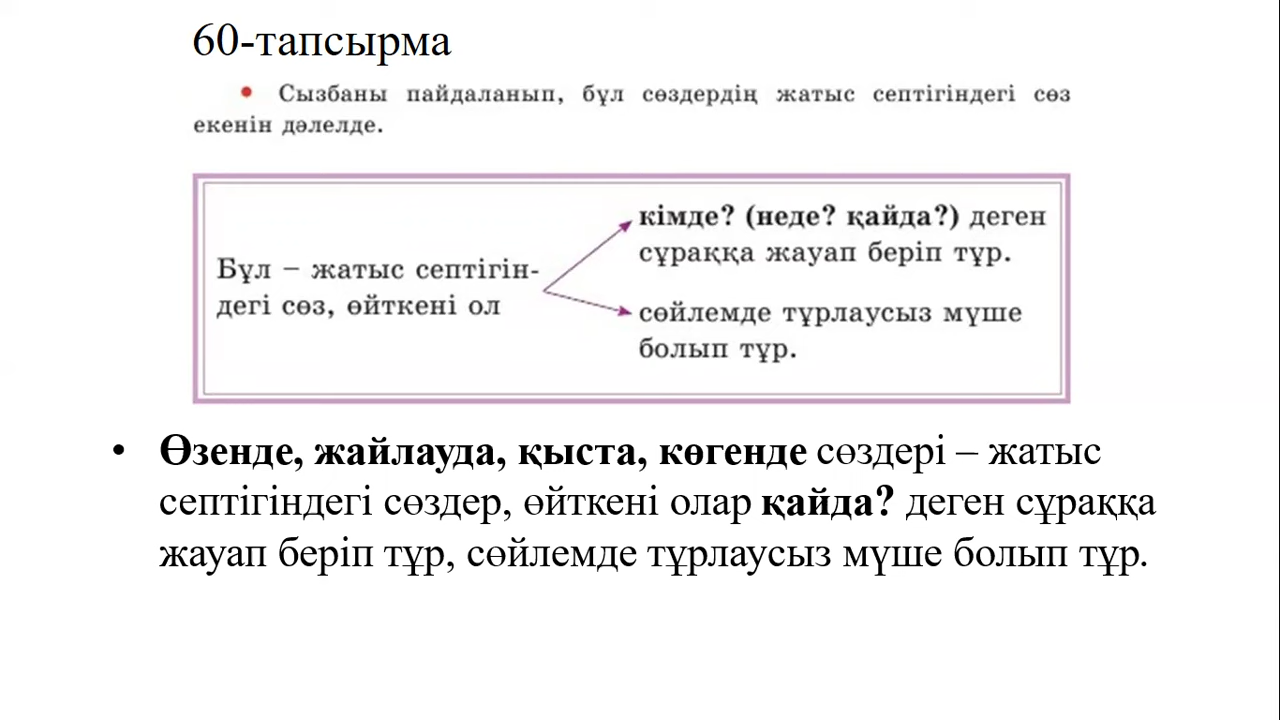 60-тапсырма
• Сызбаны пайдаланып, бұл сөздердің жатыс септігіндегі сөз
екенін дәлелде.
Бұл – жатыс септігін-
дегі сөз, өйткені ол
кімде? (неде? қайда?) деген
сұраққа жауап беріп тұр.
сөйлемде тұрлаусыз мүше
болып тұр.
• Өзенде, жайлауда, қыста, көгенде сөздері – жатыс
септігіндегі сөздер, өйткені олар қайда? деген сұраққа
жауап беріп тұр, сөйлемде тұрлаусыз мүше болып тұр.